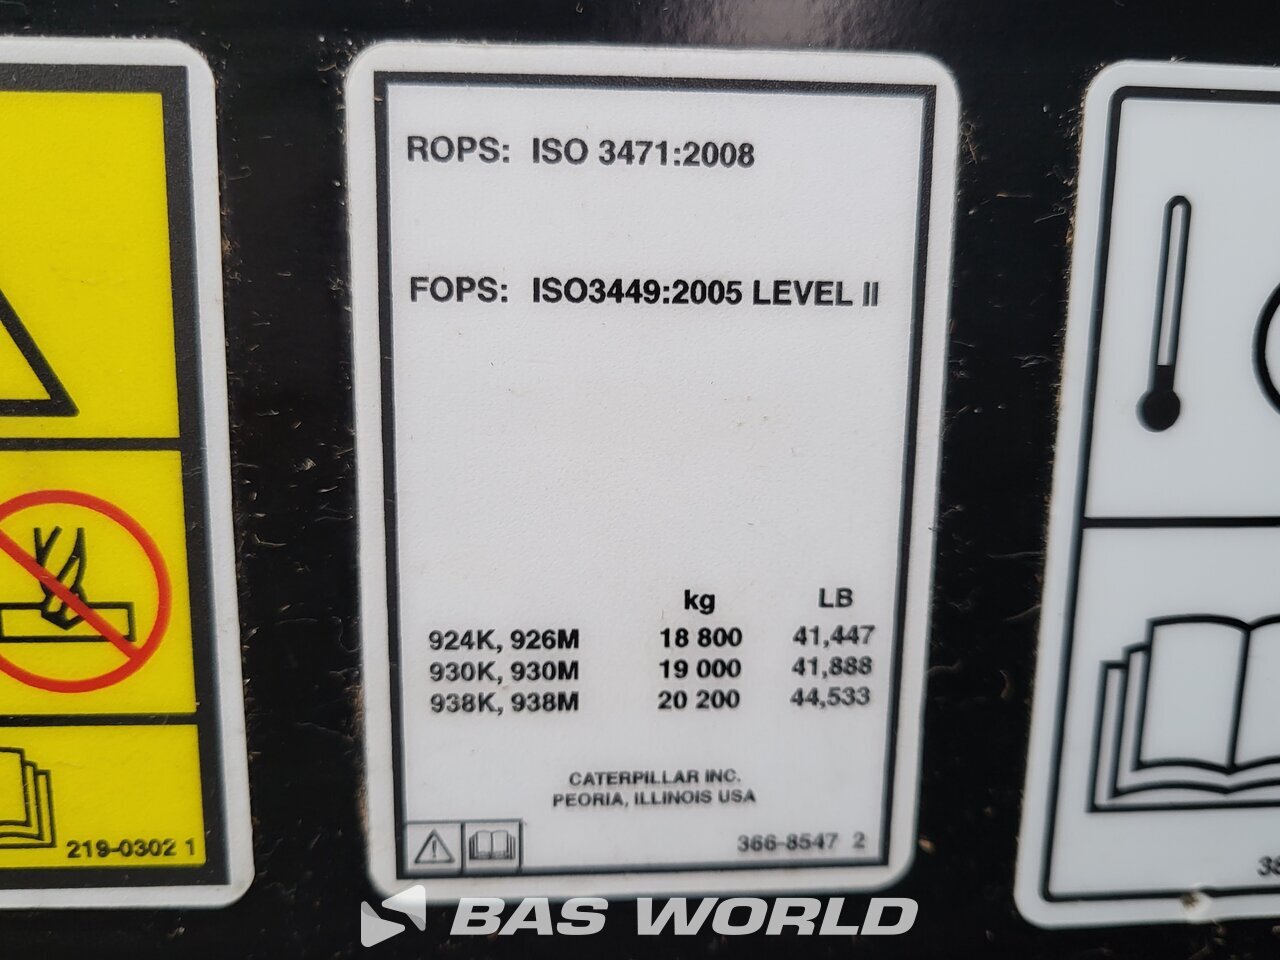 ROPS: ISO 3471:2008
FOPS: ISO3449:2005 LEVEL II
kg LB
924K, 926M 18 800 41,447
930K, 930M 19 000 41,888
938K, 938M 20 200 44,533
CATERPILLAR INC.
PEORIA, ILLINOIS USA
366-8547 2
219-0302 1
38
BAS WORLD